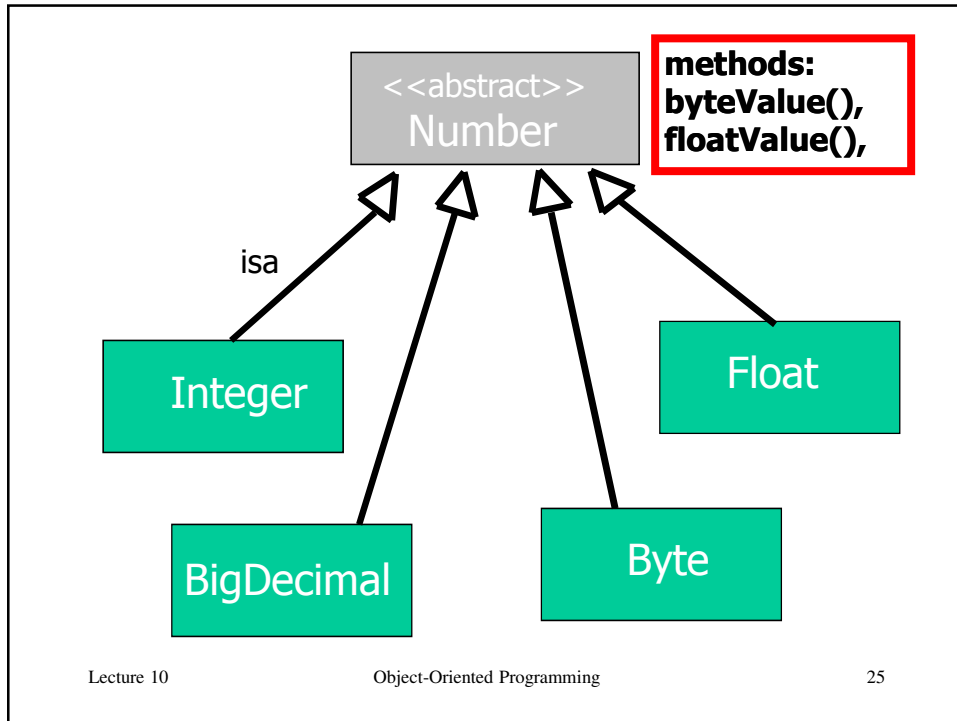 <<abstract>>
Number
methods:
byteValue(),
floatValue(),
isa
Integer
Float
BigDecimal
Byte
Lecture 10
Object-Oriented Programming
25